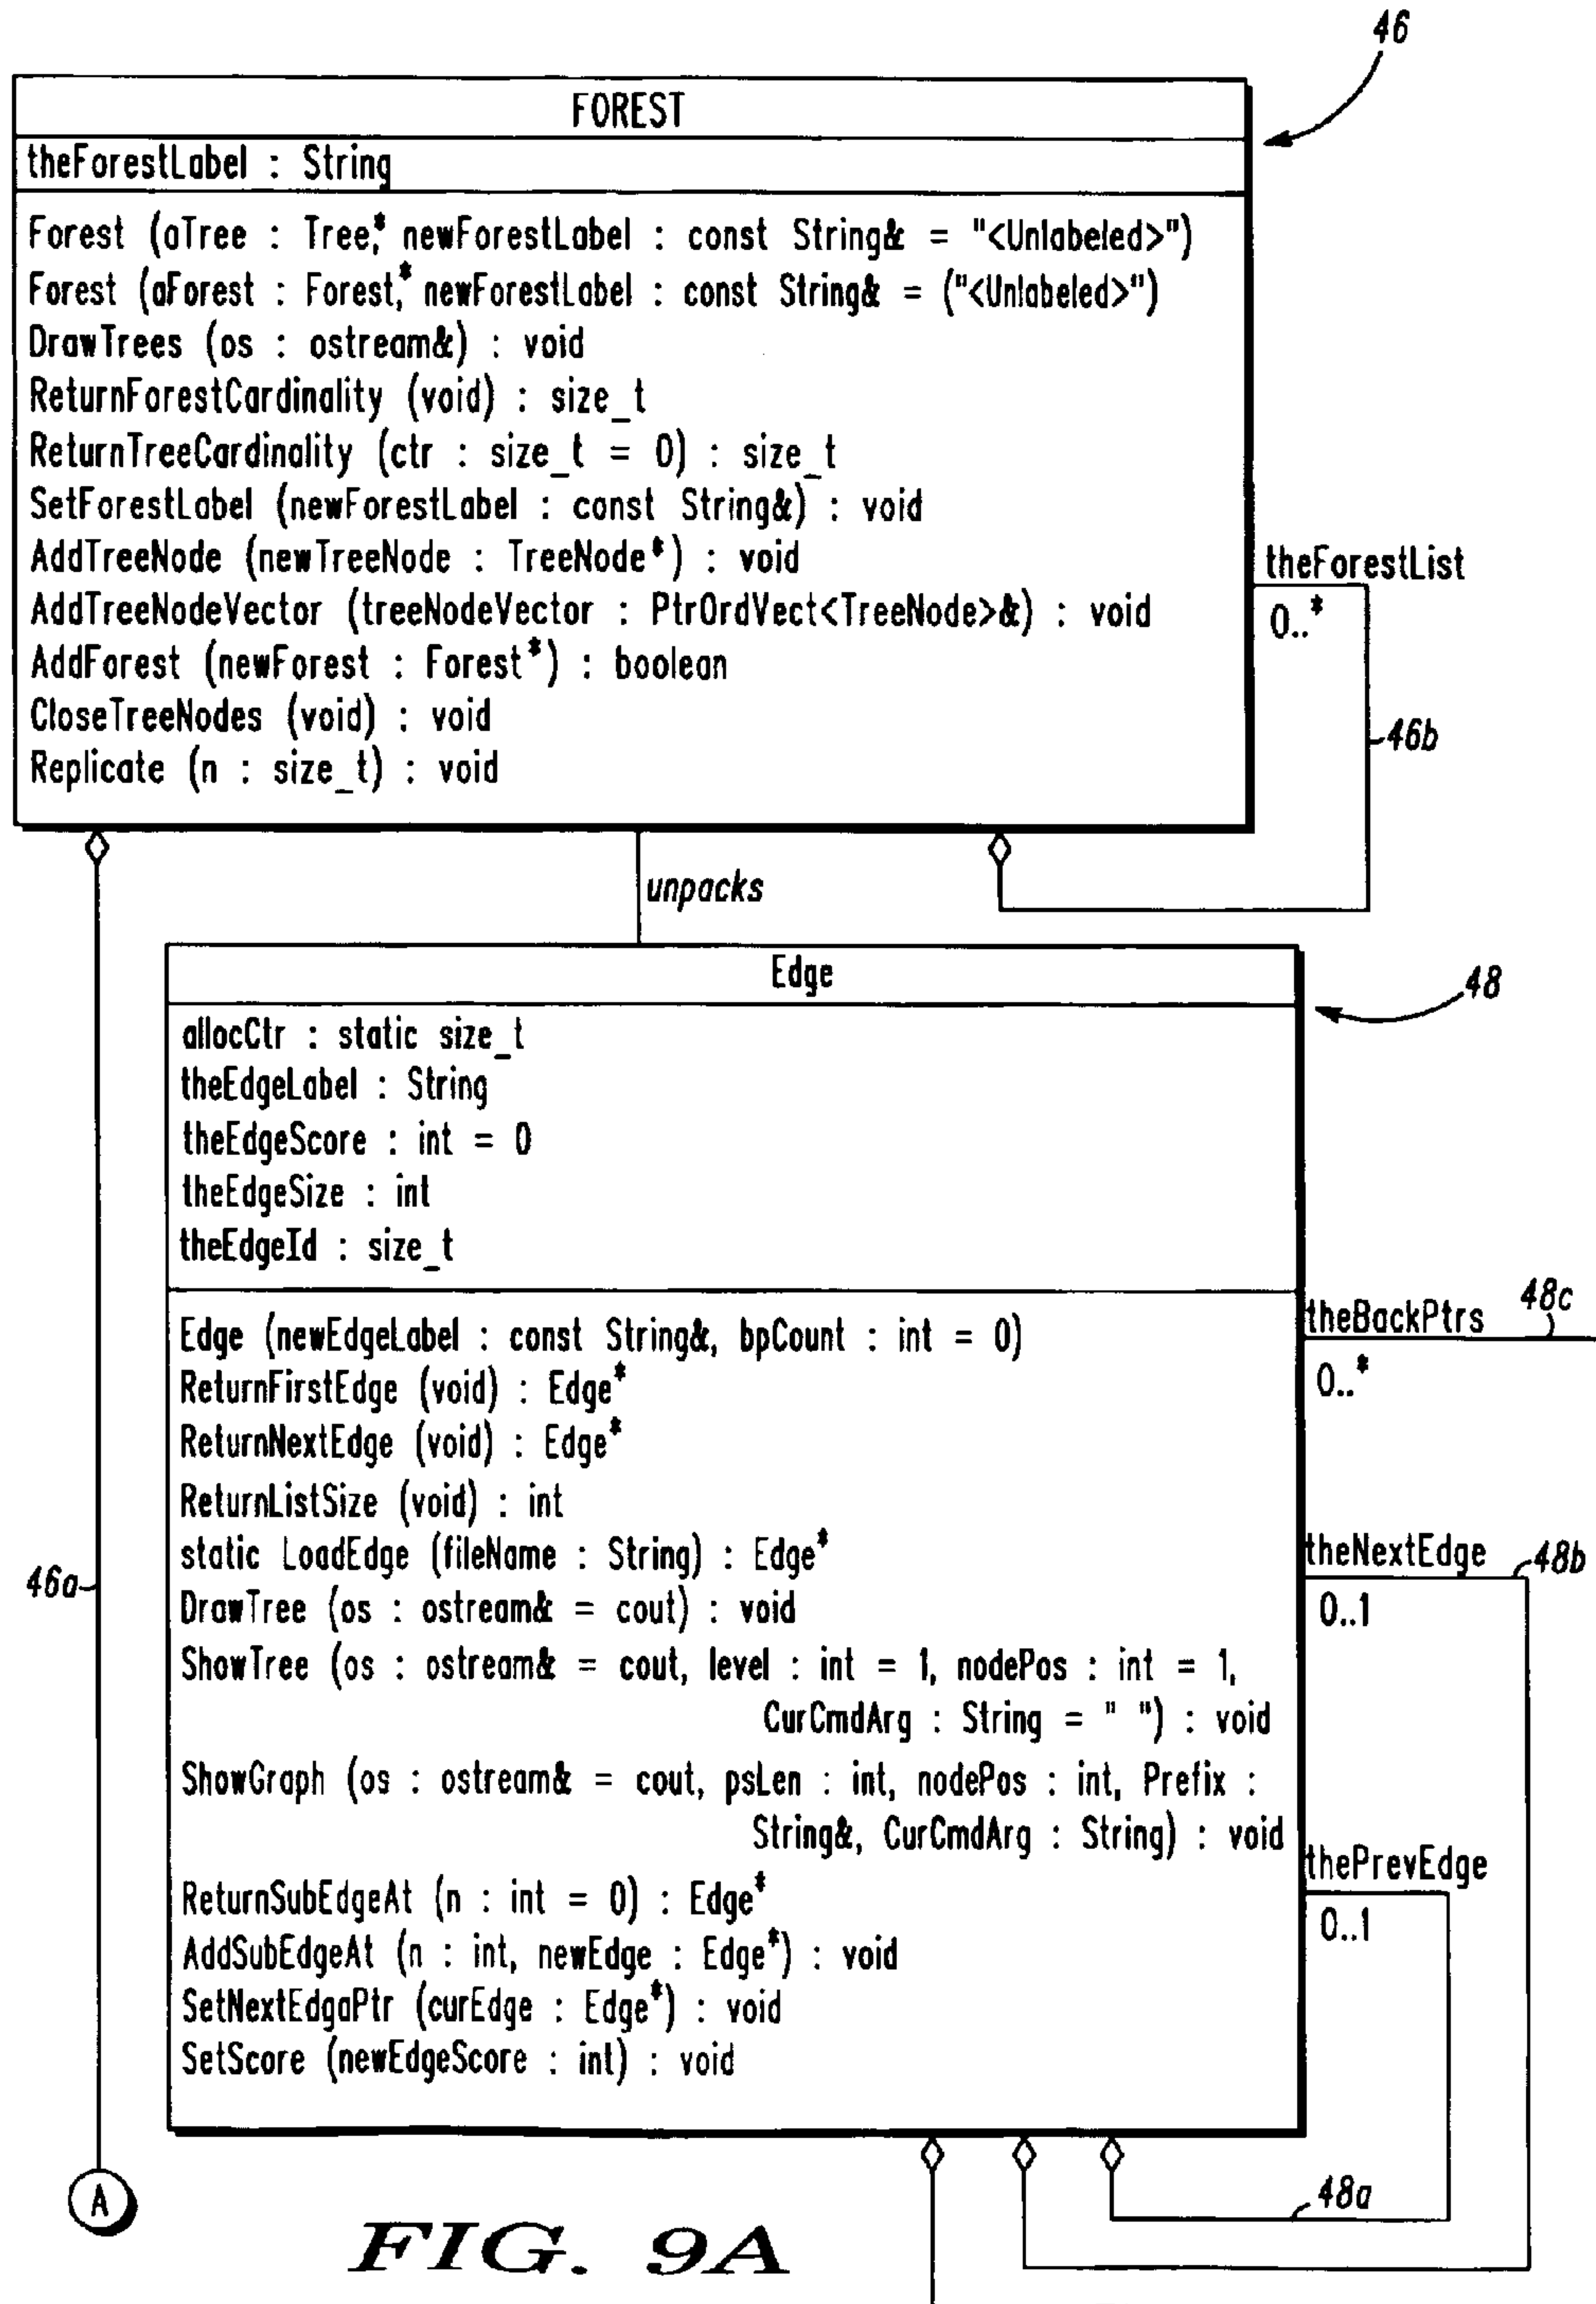 46
FOREST
theForestLabel : String
Forest (aTree : Tree,* newForestLabel : const String& = "<Unlabeled>")
Forest (aForest : Forest,* newForestLabel : const String& = ("<Unlabeled>")
DrawTrees (os : ostream&) : void
ReturnForestCardinality (void) : size_t
ReturnTreeCardinality (ctr : size_t = 0) : size_t
SetForestLabel (newForestLabel : const String&) : void
AddTreeNode (newTreeNode : TreeNode*) : void
AddTreeNodeVector (treeNodeVector : PtrOrdVect<TreeNode>&) : void
AddForest (newForest : Forest*) : boolean
CloseTreeNodes (void) : void
Replicate (n : size_t) : void
theForestList
0..*
46b
unpacks
Edge
48
allocCtr : static size_t
theEdgeLabel : String
theEdgeScore : int = 0
theEdgeSize : int
theEdgeId : size_t
Edge (newEdgeLabel : const String&, bpCount : int = 0)
ReturnFirstEdge (void) : Edge*
ReturnNextEdge (void) : Edge*
ReturnListSize (void) : int
static LoadEdge (fileName : String) : Edge*
DrawTree (os : ostream& = cout) : void
ShowTree (os : ostream& = cout, level : int = 1, nodePos : int = 1,
CurCmdArg : String = " ") : void
ShowGraph (os : ostream& = cout, psLen : int, nodePos : int, Prefix :
String&, CurCmdArg : String) : void
ReturnSubEdgeAt (n : int = 0) : Edge*
AddSubEdgeAt (n : int, newEdge : Edge*) : void
SetNextEdgaPtr (curEdge : Edge*) : void
SetScore (newEdgeScore : int) : void
theBackPtrs
48c
0..*
theNextEdge
48b
0..1
thePrevEdge
0..1
46a
48a
A
FIG. 9A